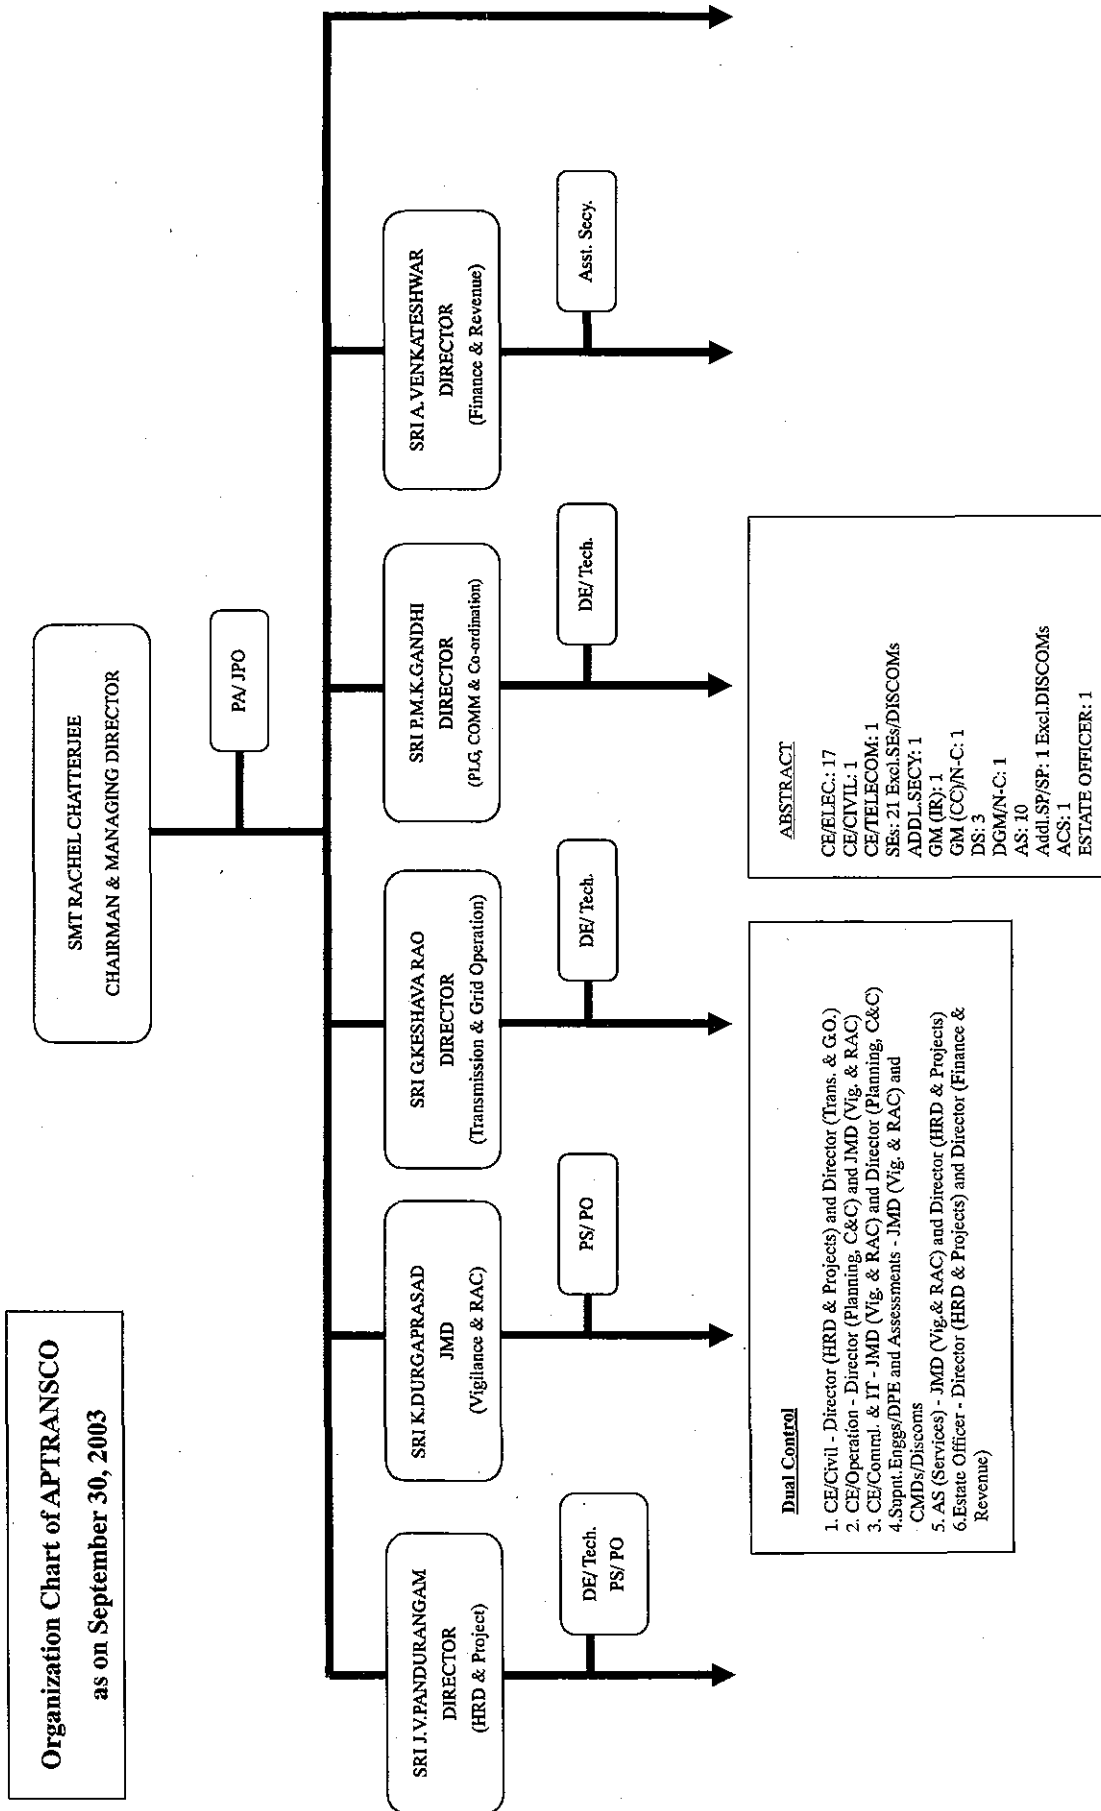 Organization Chart of APTRANSCO
as on September 30, 2003
SMT RACHEL CHATTERJEE
CHAIRMAN & MANAGING DIRECTOR
PA/ JPO
SRI J.V.PANDURANGAM
DIRECTOR
(HRD & Project)
SRI K.DURGAPRASAD
JMD
(Vigilance & RAC)
SRI G.KESHAVA RAO
DIRECTOR
(Transmission & Grid Operation)
SRI P.M.K.GANDHI
DIRECTOR
(PLG, COMM & Co-ordination)
SRI A.VENKATESHWAR
DIRECTOR
(Finance & Revenue)
DE/ Tech.
PS/ PO
PS/ PO
DE/ Tech.
DE/ Tech.
Asst. Secy.
Dual Control
1. CE/Civil - Director (HRD & Projects) and Director (Trans. & G.O.)
2. CE/Operation - Director (Planning, C&C) and JMD (Vig. & RAC)
3. CE/Comml. & IT - JMD (Vig. & RAC) and Director (Planning, C&C)
4.Supnt.Enggs/DPE and Assessments - JMD (Vig. & RAC) and
CMDs/Discoms
5. AS (Services) - JMD (Vig.& RAC) and Director (HRD & Projects)
6.Estate Officer - Director (HRD & Projects) and Director (Finance &
Revenue)
ABSTRACT
CE/ELEC.: 17
CE/CIVIL: 1
CE/TELECOM: 1
SEs: 21 Excl.SEs/DISCOMs
ADDL.SECY: 1
GM (IR): 1
GM (CC)/N-C: 1
DS: 3
DGM/N-C: 1
AS: 10
Addl.SP/SP: 1 Excl.DISCOMs
ACS: 1
ESTATE OFFICER: 1